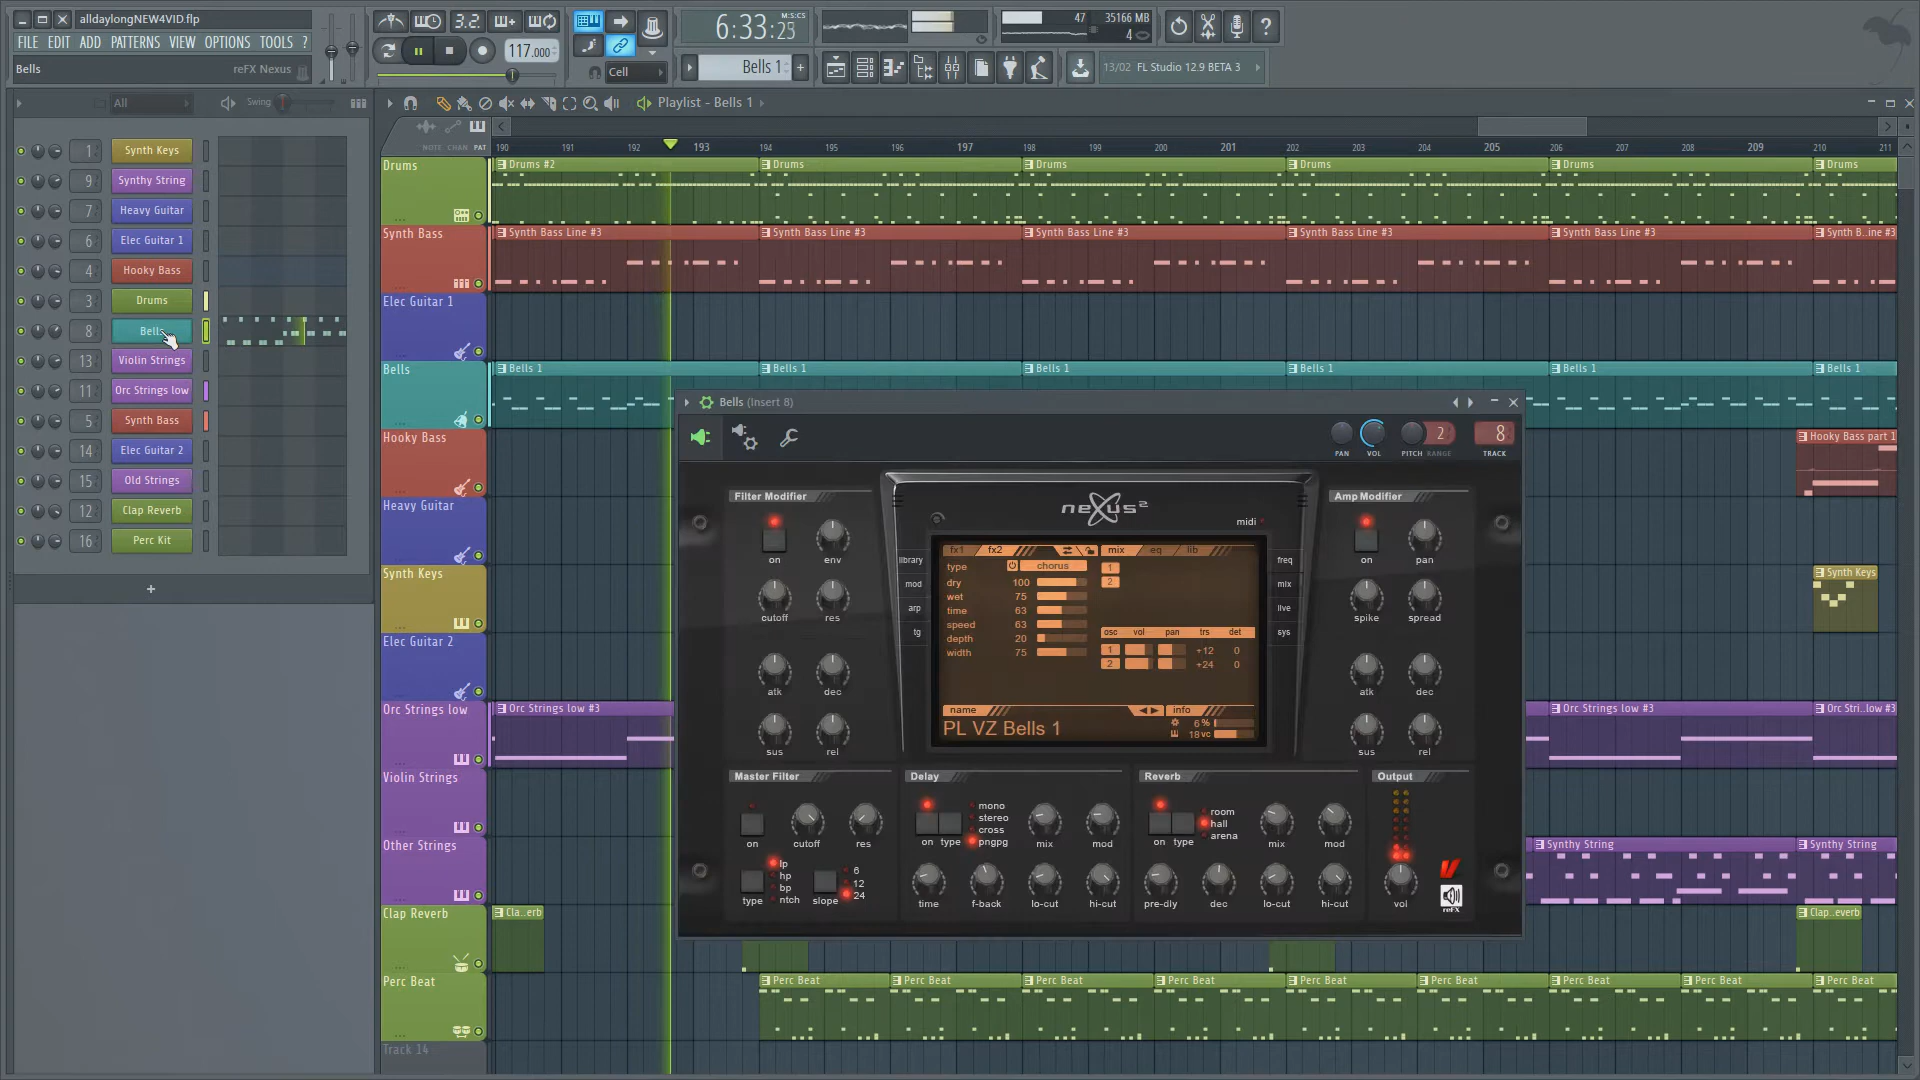 alldaylongNEW4VID.flp
FILE EDIT ADD PATTERNS VIEW OPTIONS TOOLS ?
Bells
reFX Nexus
3.2.
117.000
Cell
6:33:25
M:S:CS
Bells 1
47
35166 MB
4
13/02 FL Studio 12.9 BETA 3
All
Swing
Playlist - Bells 1
NOTE CHAN PAT
190 191 192 193 194 195 196 197 198 199 200 201 202 203 204 205 206 207 208 209 210 211
1 Synth Keys
9 Synthy String
7 Heavy Guitar
6 Elec Guitar 1
4 Hooky Bass
3 Drums
8 Bells
13 Violin Strings
11 Orc Strings low
5 Synth Bass
14 Elec Guitar 2
15 Old Strings
12 Clap Reverb
16 Perc Kit
+
Drums
Drums #2 Drums Drums Drums Drums Drums
Synth Bass
Synth Bass Line #3 Synth Bass Line #3 Synth Bass Line #3 Synth Bass Line #3 Synth Bass Line #3 Synth B..ine #3
Elec Guitar 1
Bells
Bells 1 Bells 1 Bells 1 Bells 1 Bells 1 Bells 1
Hooky Bass
Hooky Bass part 1
Heavy Guitar
Synth Keys
Synth Keys
Elec Guitar 2
Orc Strings low
Orc Strings low #3 Orc Strings low #3 Orc Stri..low #3
Violin Strings
Other Strings
Synthy String Synthy String
Clap Reverb
Cla..erb Clap..everb
Perc Beat
Perc Beat Perc Beat Perc Beat Perc Beat Perc Beat Perc Beat Perc Beat Perc Beat Perc Beat
Track 14
Bells (Insert 8)
2 8
PAN VOL PITCH RANGE TRACK
Filter Modifier
on env
cutoff res
atk dec
sus rel
nexus2
midi
library
mod
arp
tg
freq
mix
live
sys
fx1 fx2 mix eq lib
type chorus 1
dry 100 2
wet 75
time 63
speed 63 osc vol pan trs det
depth 20 1 +12 0
width 75 2 +24 0
name info
PL VZ Bells 1
6 %
18 vc
Amp Modifier
on pan
spike spread
atk dec
sus rel
Master Filter
on cutoff res
type lp hp bp ntch
slope 6 12 24
Delay
mono
stereo
cross
pngpg
on type mix mod
time f-back lo-cut hi-cut
Reverb
room
hall
arena
on type mix mod
pre-dly dec lo-cut hi-cut
Output
vol
reFX